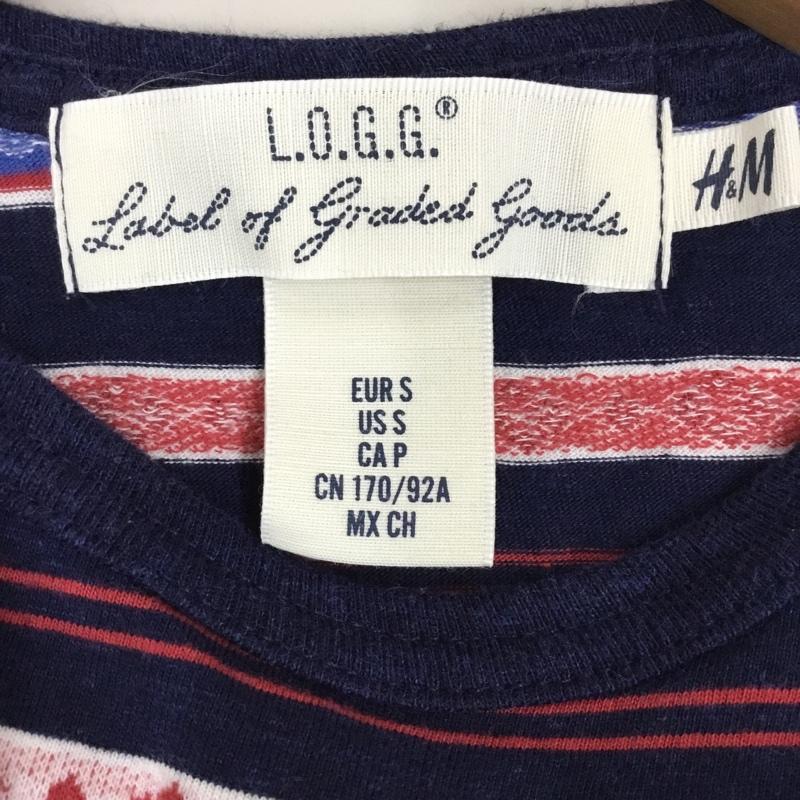 L.O.G.G.®
Label of Graded Goods
H&M
EUR S
US S
CA P
CN 170/92A
MX CH